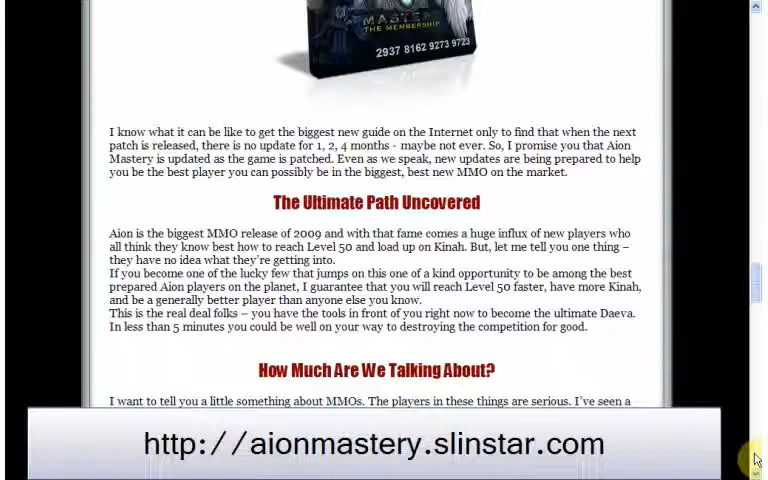 MASTER
THE MEMBERSHIP
2937 8162 9273 9723
I know what it can be like to get the biggest new guide on the Internet only to find that when the next
patch is released, there is no update for 1, 2, 4 months - maybe not ever. So, I promise you that Aion
Mastery is updated as the game is patched. Even as we speak, new updates are being prepared to help
you be the best player you can possibly be in the biggest, best new MMO on the market.
The Ultimate Path Uncovered
Aion is the biggest MMO release of 2009 and with that fame comes a huge influx of new players who
all think they know best how to reach Level 50 and load up on Kinah. But, let me tell you one thing –
they have no idea what they're getting into.
If you become one of the lucky few that jumps on this one of a kind opportunity to be among the best
prepared Aion players on the planet, I guarantee that you will reach Level 50 faster, have more Kinah,
and be a generally better player than anyone else you know.
This is the real deal folks – you have the tools in front of you right now to become the ultimate Daeva.
In less than 5 minutes you could be well on your way to destroying the competition for good.
How Much Are We Talking About?
I want to tell you a little something about MMOs. The players in these things are serious. I've seen a
http://aionmastery.slinstar.com